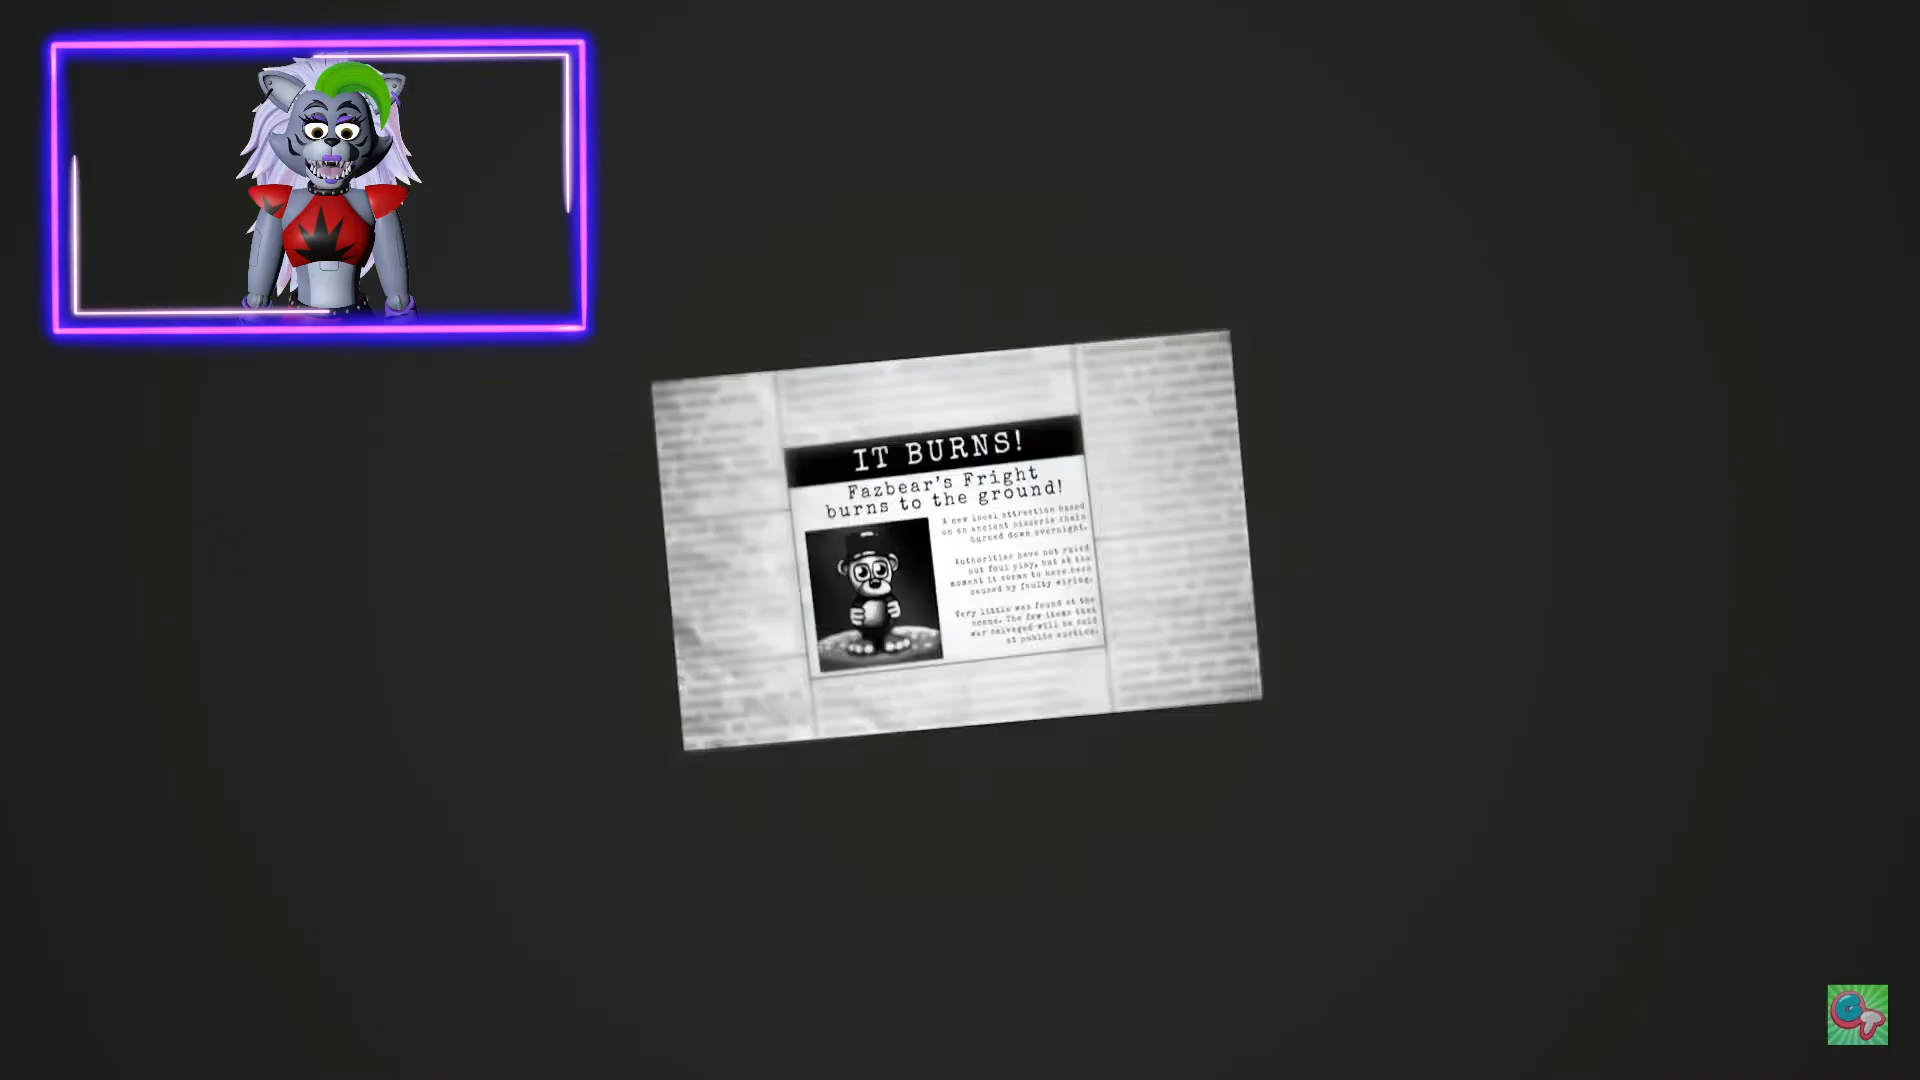 IT BURNS!
Fazbear's Fright
burns to the ground!
A new local attraction based
on an ancient pizzeria chain
burned down overnight.
Authorities have not ruled
out foul play, but at the
moment it seems to have been
caused by faulty wiring.
Very little was found at the
scene. The few items that
war salvaged will be sold
at public auction.
GT